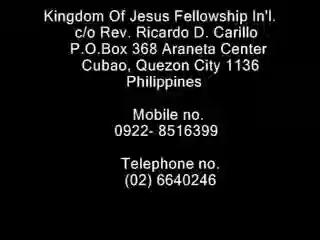 Kingdom Of Jesus Fellowship In'l.
c/o Rev. Ricardo D. Carillo
P.O.Box 368 Araneta Center
Cubao, Quezon City 1136
Philippines
Mobile no.
0922- 8516399
Telephone no.
(02) 6640246